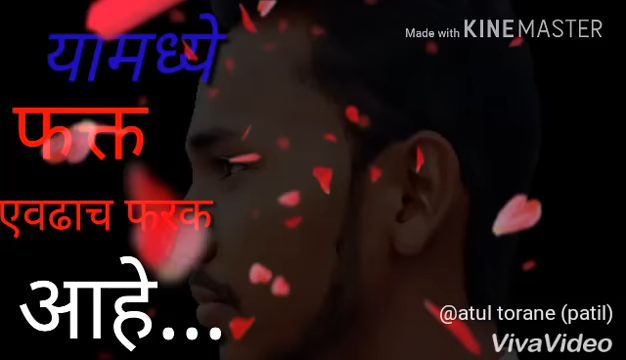 यामध्ये
Made with KINEMASTER
फक्त
एवढाच फरक
आहे...
@atul torane (patil)
VivaVideo